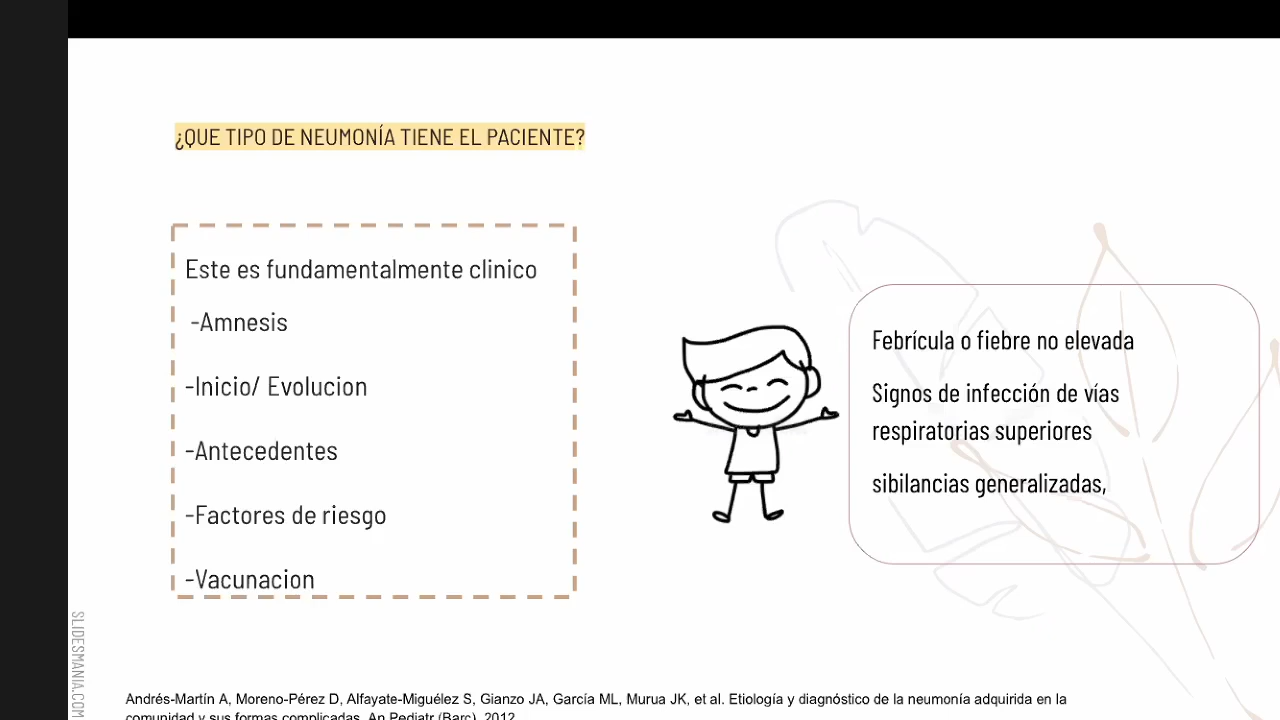 ¿QUE TIPO DE NEUMONÍA TIENE EL PACIENTE?
Este es fundamentalmente clinico
-Amnesis
-Inicio/ Evolucion
-Antecedentes
-Factores de riesgo
-Vacunacion
Febrícula o fiebre no elevada
Signos de infección de vías
respiratorias superiores
sibilancias generalizadas,
SLIDESMANIA.COM
Andrés-Martín A, Moreno-Pérez D, Alfayate-Miguélez S, Gianzo JA, García ML, Murua JK, et al. Etiología y diagnóstico de la neumonía adquirida en la
comunidad y sus formas complicadas. An Pediatr (Barc). 2012